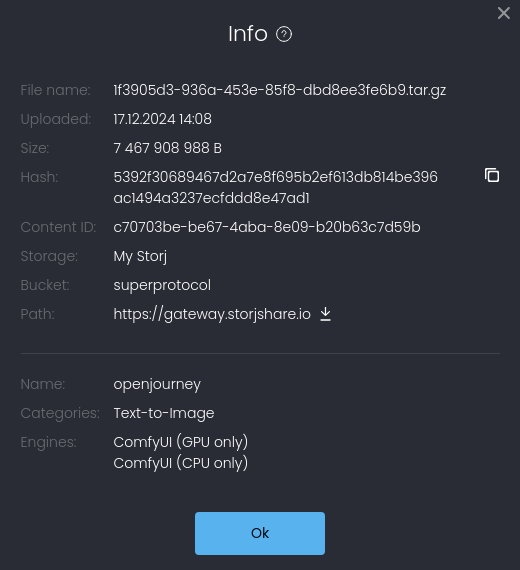 Info ?
File name: 1f3905d3-936a-453e-85f8-dbd8ee3fe6b9.tar.gz
Uploaded: 17.12.2024 14:08
Size: 7 467 908 988 B
Hash: 5392f30689467d2a7e8f695b2ef613db814be396
ac1494a3237ecfddd8e47ad1
Content ID: c70703be-be67-4aba-8e09-b20b63c7d59b
Storage: My Storj
Bucket: superprotocol
Path: https://gateway.storjshare.io
Name: openjourney
Categories: Text-to-Image
Engines: ComfyUI (GPU only)
ComfyUI (CPU only)
Ok